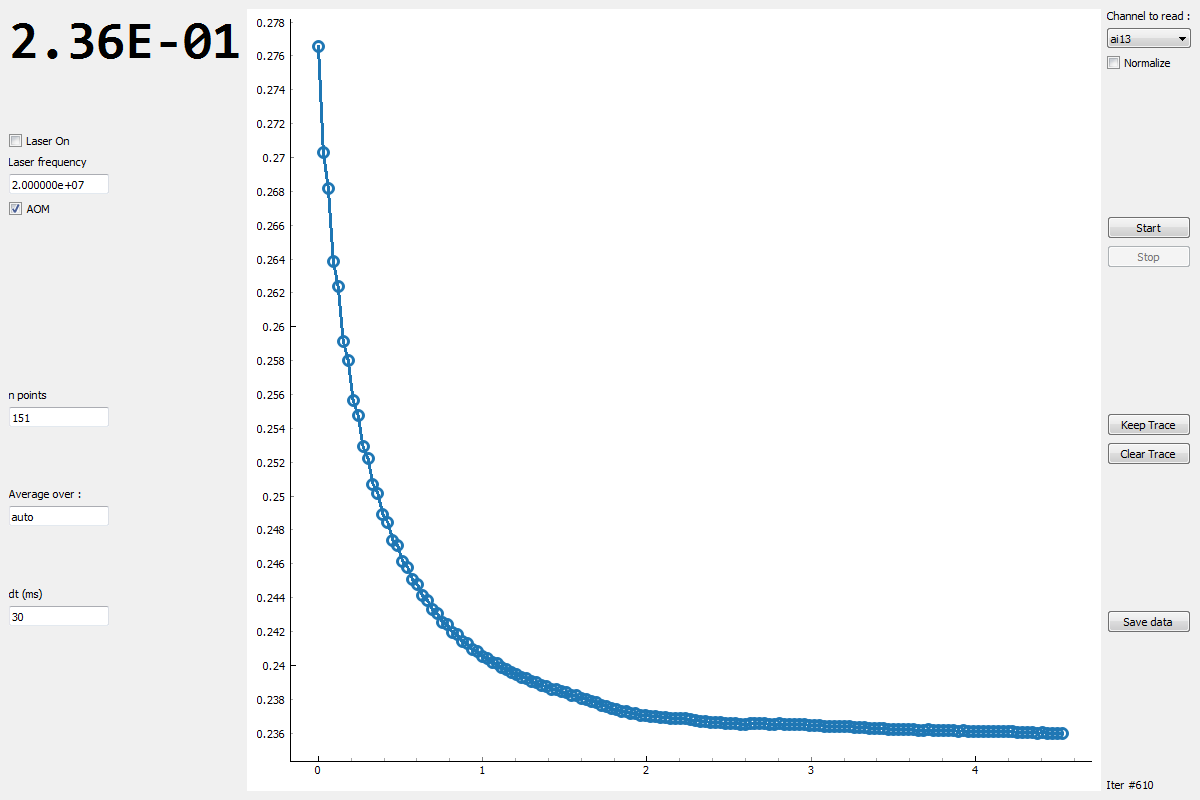 2.36E-01
Laser On
Laser frequency
2.000000e+07
AOM
n points
151
Average over :
auto
dt (ms)
30
0.278
0.276
0.274
0.272
0.27
0.268
0.266
0.264
0.262
0.26
0.258
0.256
0.254
0.252
0.25
0.248
0.246
0.244
0.242
0.24
0.238
0.236
0 1 2 3 4
Channel to read :
ai13
Normalize
Start
Stop
Keep Trace
Clear Trace
Save data
Iter #610